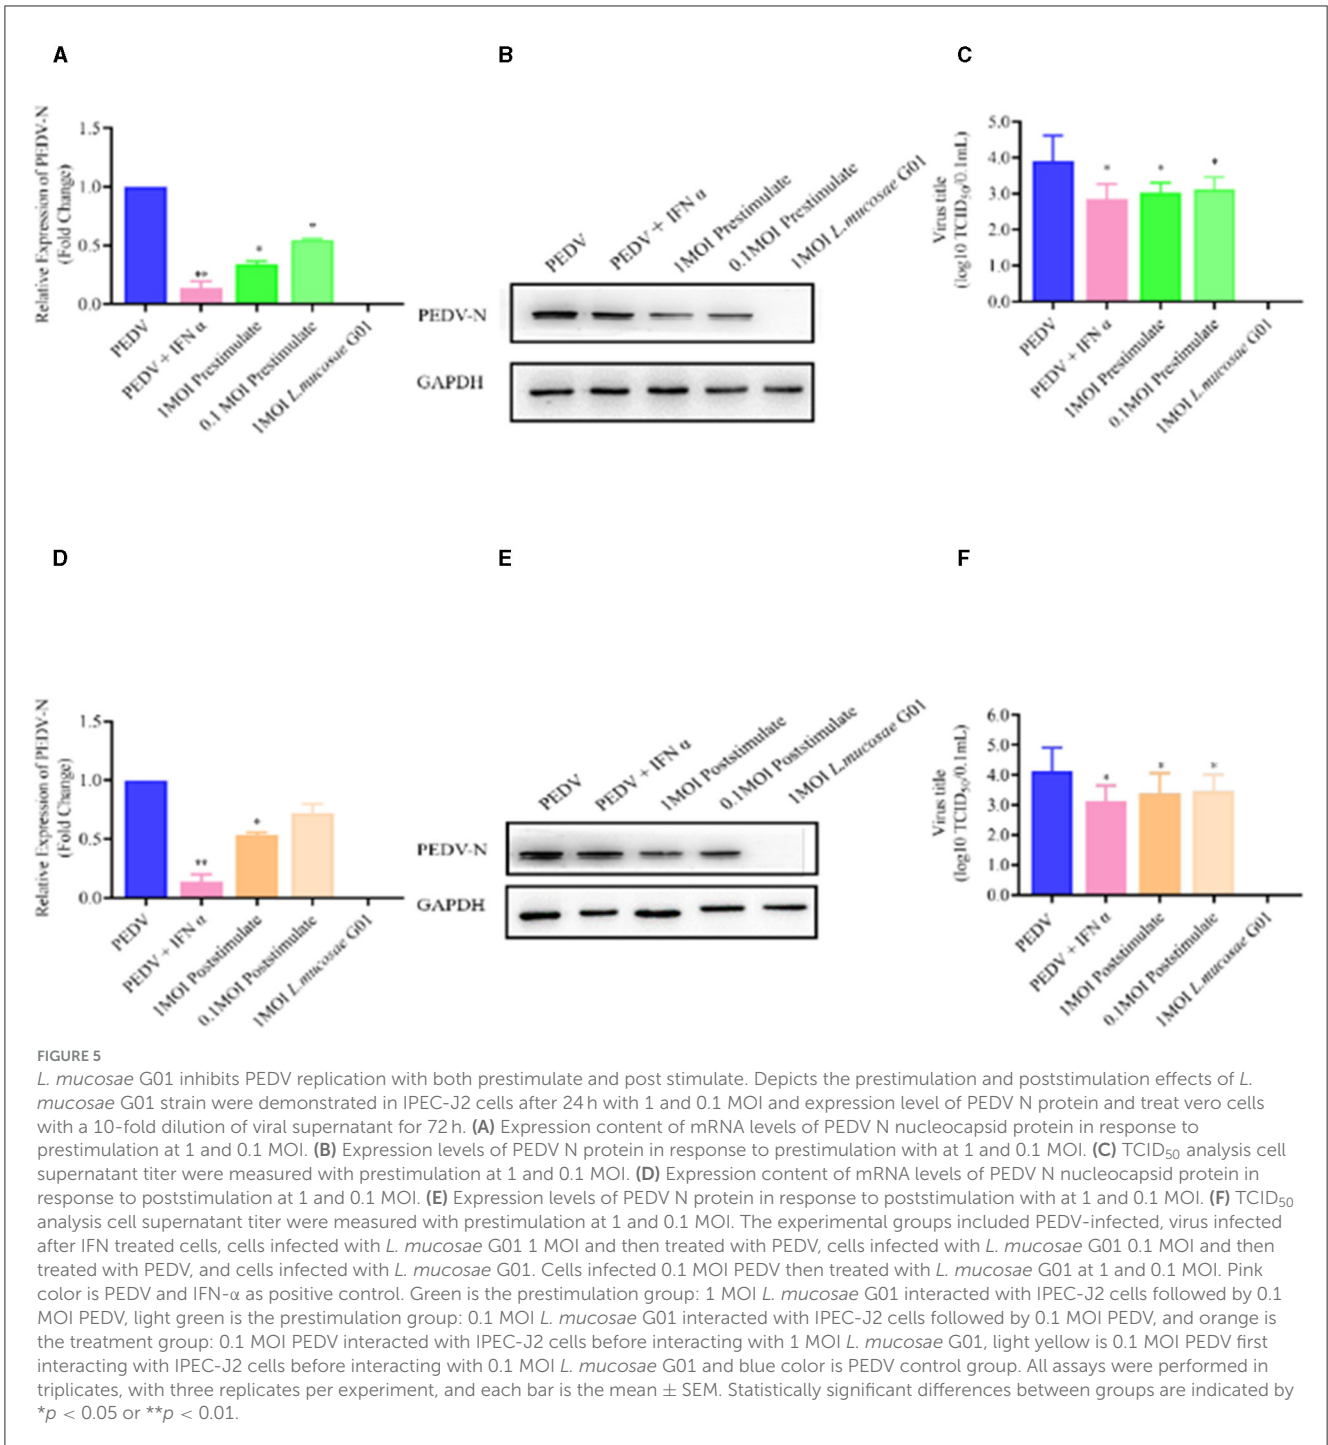 A
B
C
Relative Expression of PEDV-N
(Fold Change)
1.5
1.0
0.5
0.0
**
*
*
PEDV
PEDV + IFN α
1MOI Prestimulate
0.1 MOI Prestimulate
1MOI L.mucosae G01
PEDV
PEDV + IFN α
1MOI Prestimulate
0.1MOI Prestimulate
1MOI L.mucosae G01
PEDV-N
GAPDH
Virus title
(log10 TCID50/0.1mL)
5.0
4.0
3.0
2.0
1.0
0.0
*
*
*
PEDV
PEDV + IFN α
1MOI Prestimulate
0.1MOI Prestimulate
1MOI L.mucosae G01
D
E
F
Relative Expression of PEDV-N
(Fold Change)
1.5
1.0
0.5
0.0
**
*
PEDV
PEDV + IFN α
1MOI Poststimulate
0.1MOI Poststimulate
1MOI L.mucosae G01
PEDV
PEDV + IFN α
1MOI Poststimulate
0.1MOI Poststimulate
1MOI L.mucosae G01
PEDV-N
GAPDH
Virus title
(log10 TCID50/0.1mL)
6.0
5.0
4.0
3.0
2.0
1.0
0.0
*
*
*
PEDV
PEDV + IFN α
1MOI Poststimulate
0.1MOI Poststimulate
1MOI L.mucosae G01
FIGURE 5
L. mucosae G01 inhibits PEDV replication with both prestimulate and post stimulate. Depicts the prestimulation and poststimulation effects of L.
mucosae G01 strain were demonstrated in IPEC-J2 cells after 24 h with 1 and 0.1 MOI and expression level of PEDV N protein and treat vero cells
with a 10-fold dilution of viral supernatant for 72 h. (A) Expression content of mRNA levels of PEDV N nucleocapsid protein in response to
prestimulation at 1 and 0.1 MOI. (B) Expression levels of PEDV N protein in response to prestimulation with at 1 and 0.1 MOI. (C) TCID50 analysis cell
supernatant titer were measured with prestimulation at 1 and 0.1 MOI. (D) Expression content of mRNA levels of PEDV N nucleocapsid protein in
response to poststimulation at 1 and 0.1 MOI. (E) Expression levels of PEDV N protein in response to poststimulation with at 1 and 0.1 MOI. (F) TCID50
analysis cell supernatant titer were measured with prestimulation at 1 and 0.1 MOI. The experimental groups included PEDV-infected, virus infected
after IFN treated cells, cells infected with L. mucosae G01 1 MOI and then treated with PEDV, cells infected with L. mucosae G01 0.1 MOI and then
treated with PEDV, and cells infected with L. mucosae G01. Cells infected 0.1 MOI PEDV then treated with L. mucosae G01 at 1 and 0.1 MOI. Pink
color is PEDV and IFN-α as positive control. Green is the prestimulation group: 1 MOI L. mucosae G01 interacted with IPEC-J2 cells followed by 0.1
MOI PEDV, light green is the prestimulation group: 0.1 MOI L. mucosae G01 interacted with IPEC-J2 cells followed by 0.1 MOI PEDV, and orange is
the treatment group: 0.1 MOI PEDV interacted with IPEC-J2 cells before interacting with 1 MOI L. mucosae G01, light yellow is 0.1 MOI PEDV first
interacting with IPEC-J2 cells before interacting with 0.1 MOI L. mucosae G01 and blue color is PEDV control group. All assays were performed in
triplicates, with three replicates per experiment, and each bar is the mean ± SEM. Statistically significant differences between groups are indicated by
*p < 0.05 or **p < 0.01.